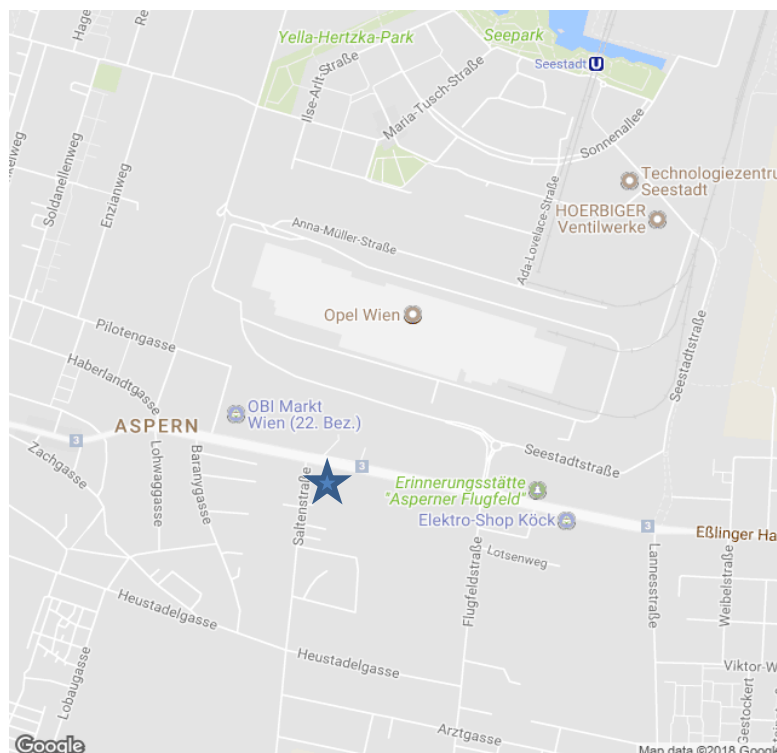 Yella-Hertzka-Park
Seepark
Seestadt U
Ilse-Arlt-Straße
Maria-Tusch-Straße
Sonnenallee
Soldanellenweg
Enzianweg
Technologiezentru
Seestadt
HOERBIGER
Ventilwerke
Ada-Lovelace-Straße
Anna-Müller-Straße
Opel Wien
Seestadtstraße
Pilotengasse
Haberlandtgasse
OBI Markt
Wien (22. Bez.)
ASPERN
3
Zachgasse
Lohwaggasse
Baranygasse
Saltenstraße
3
Seestadtstraße
Erinnerungsstätte
"Asperner Flugfeld"
Elektro-Shop Köck
3
Eßlinger Ha
Lotsenweg
Flugfeldstraße
Lannesstraße
Weibelstraße
Heustadelgasse
Heustadelgasse
Viktor-W
Lobaugasse
Gestockert
Arztgasse
Google
Map data ©2018 Google